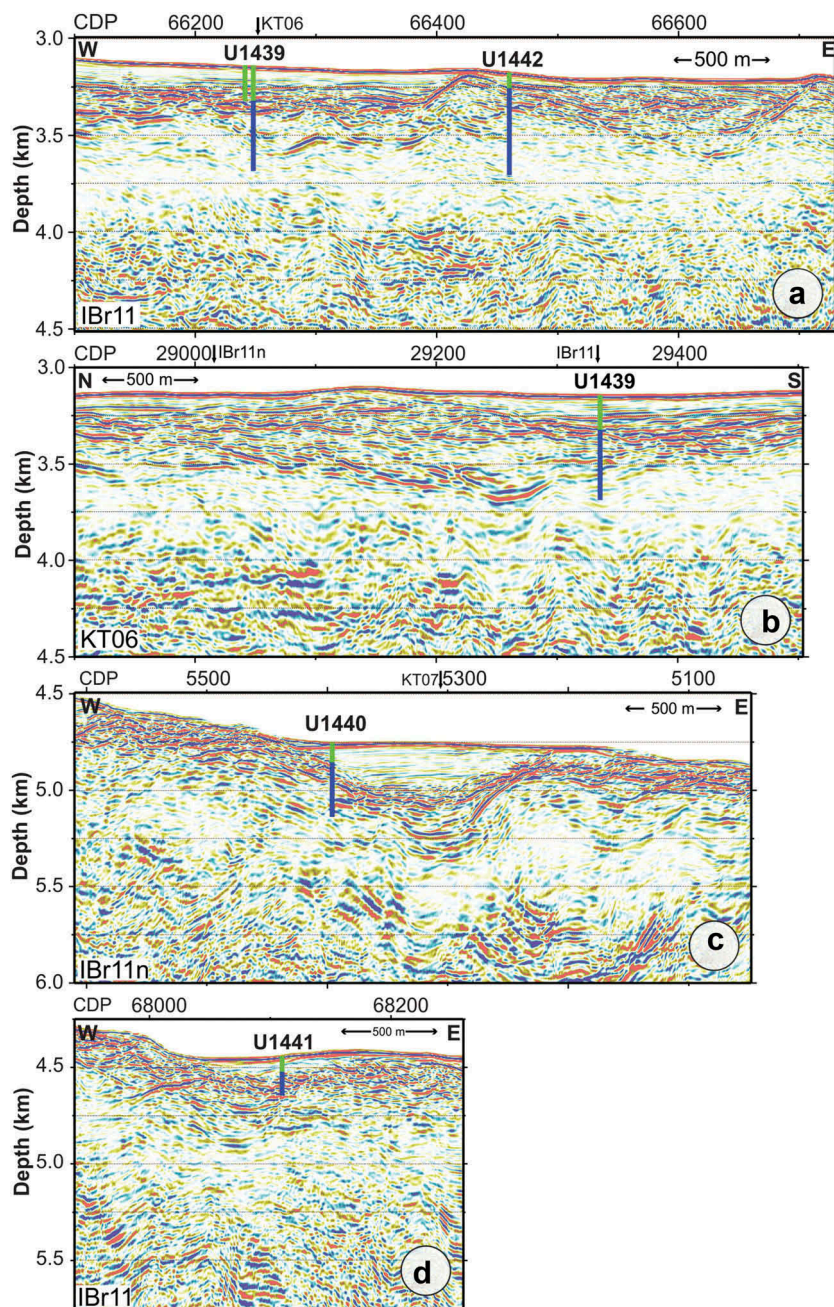 CDP 66200 KT06 66400 66600
3.0
W U1439 U1442 500 m E
3.5
Depth (km)
4.0
a
4.5
IBr11
CDP 29000 IBr11n 29200 IBr11 29400
3.0
N 500 m U1439 S
3.5
Depth (km)
4.0
b
4.5
KT06
CDP 5500 KT07 5300 5100
4.5
W U1440 500 m E
5.0
Depth (km)
5.5
c
6.0
IBr11n
CDP 68000 68200
W U1441 500 m E
4.5
Depth (km)
5.0
5.5
d
IBr11